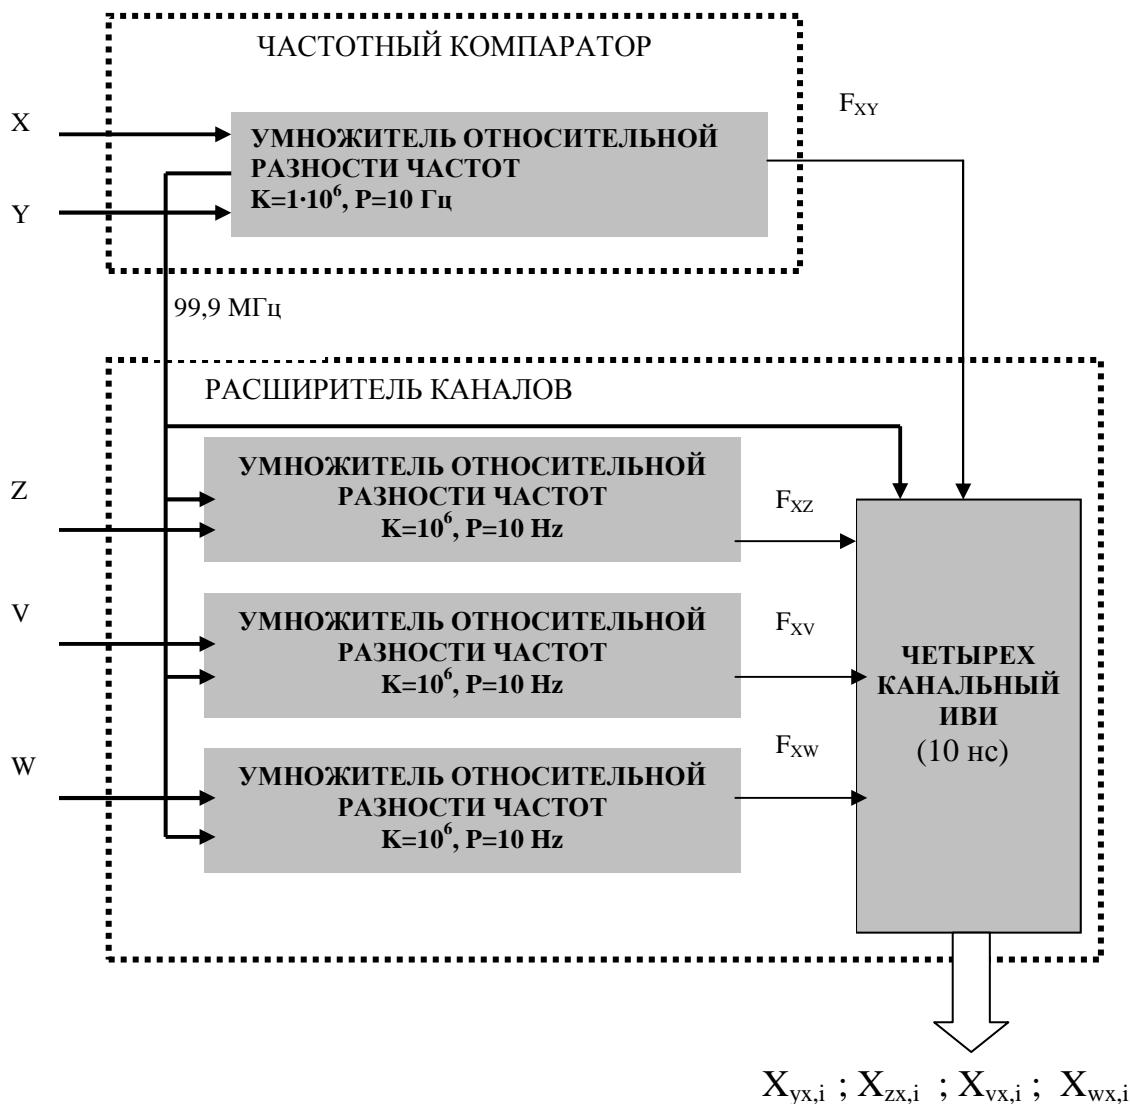 ЧАСТОТНЫЙ КОМПАРАТОР
F_XY
X
УМНОЖИТЕЛЬ ОТНОСИТЕЛЬНОЙ
РАЗНОСТИ ЧАСТОТ
K=1·10⁶, P=10 Гц
Y
99,9 МГц
РАСШИРИТЕЛЬ КАНАЛОВ
УМНОЖИТЕЛЬ ОТНОСИТЕЛЬНОЙ
РАЗНОСТИ ЧАСТОТ
K=10⁶, P=10 Hz
Z
F_XZ
V
УМНОЖИТЕЛЬ ОТНОСИТЕЛЬНОЙ
РАЗНОСТИ ЧАСТОТ
K=10⁶, P=10 Hz
F_XV
ЧЕТЫРЕХ
КАНАЛЬНЫЙ
ИВИ
(10 нс)
W
УМНОЖИТЕЛЬ ОТНОСИТЕЛЬНОЙ
РАЗНОСТИ ЧАСТОТ
K=10⁶, P=10 Hz
F_XW
X_yx,i ; X_zx,i ; X_vx,i ; X_wx,i